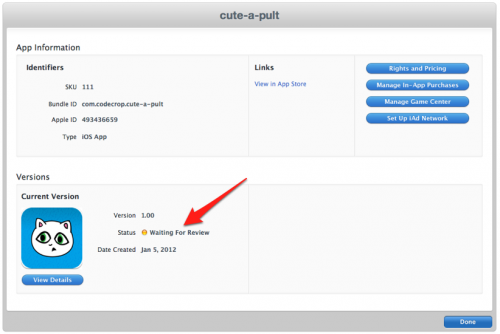 cute-a-pult
App Information
Identifiers
SKU 111
Bundle ID com.codecrop.cute-a-pult
Apple ID 493436659
Type iOS App
Links
View in App Store
Rights and Pricing
Manage In-App Purchases
Manage Game Center
Set Up iAd Network
Versions
Current Version
Version 1.00
Status Waiting For Review
Date Created Jan 5, 2012
View Details
Done